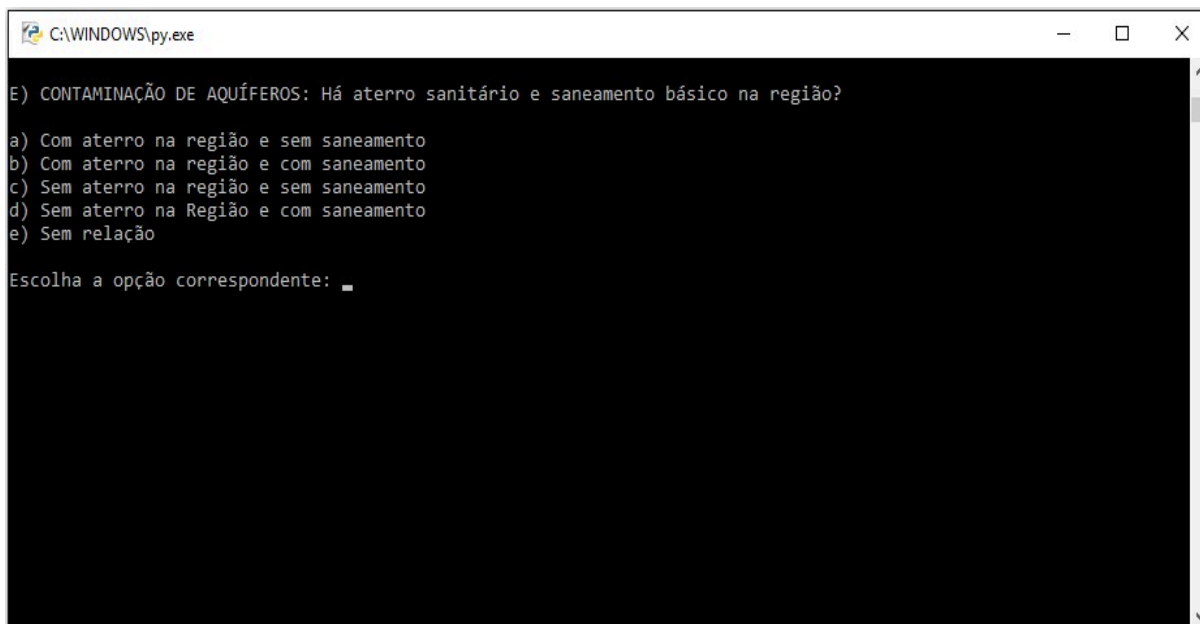 C:\WINDOWS\py.exe
E) CONTAMINAÇÃO DE AQUÍFEROS: Há aterro sanitário e saneamento básico na região?
a) Com aterro na região e sem saneamento
b) Com aterro na região e com saneamento
c) Sem aterro na região e sem saneamento
d) Sem aterro na Região e com saneamento
e) Sem relação
Escolha a opção correspondente: